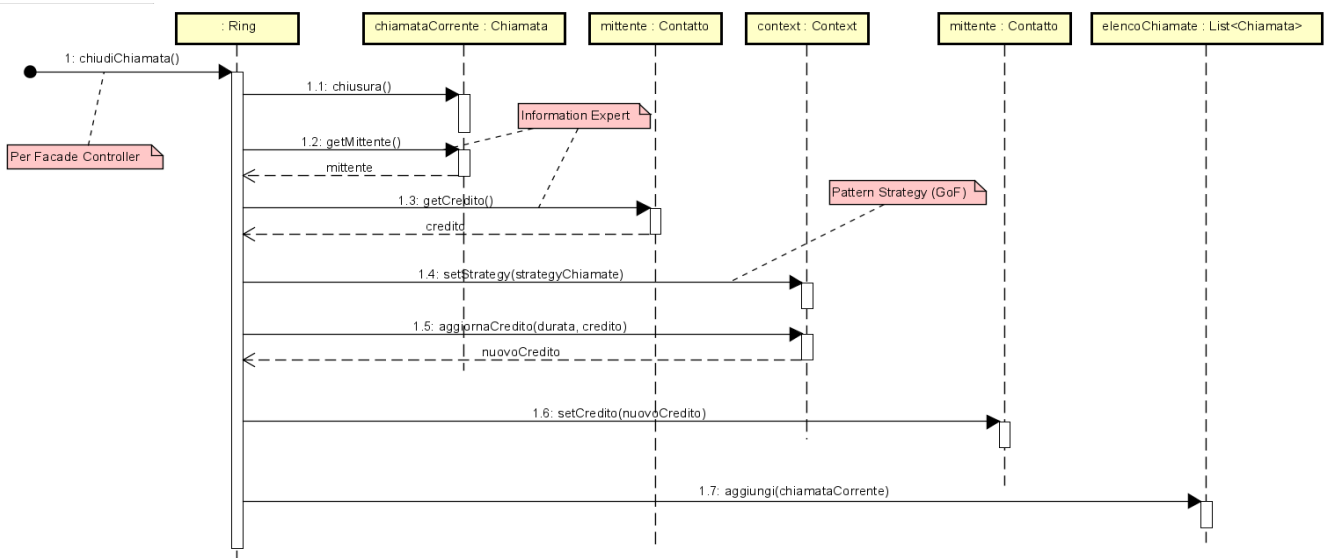 : Ring
chiamataCorrente : Chiamata
mittente : Contatto
context : Context
mittente : Contatto
elencoChiamate : List<Chiamata>
1: chiudiChiamata()
1.1: chiusura()
Information Expert
1.2: getMittente()
Per Facade Controller
mittente
Pattern Strategy (GoF)
1.3: getCredito()
credito
1.4: setStrategy(strategyChiamate)
1.5: aggiornaCredito(durata, credito)
nuovoCredito
1.6: setCredito(nuovoCredito)
1.7: aggiungi(chiamataCorrente)